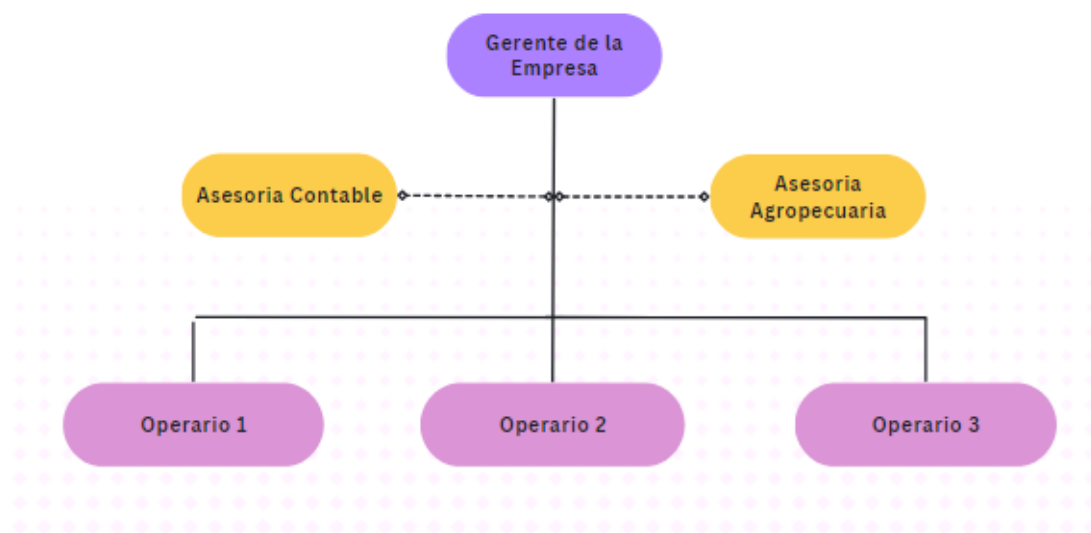 Gerente de la
Empresa
Asesoria Contable
Asesoria
Agropecuaria
Operario 1
Operario 2
Operario 3